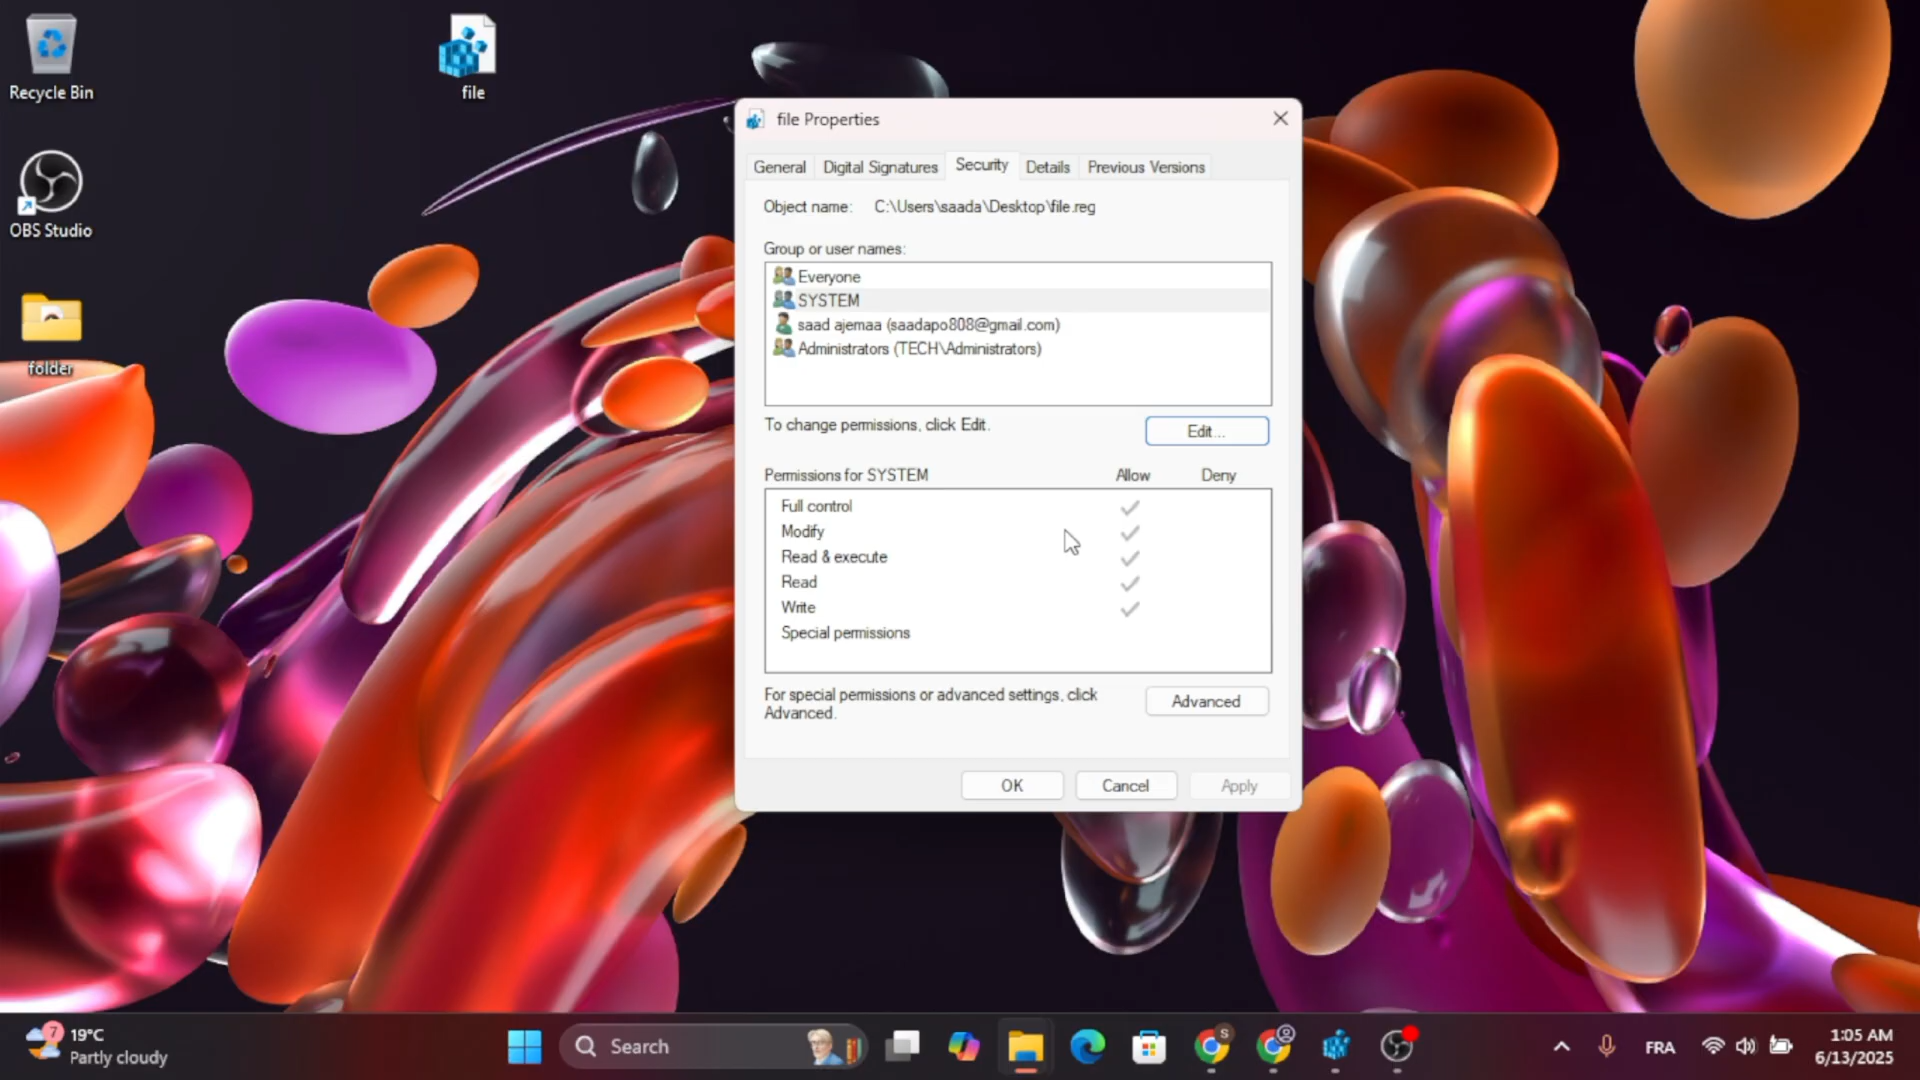 Recycle Bin
file
OBS Studio
folder
file Properties
General
Digital Signatures
Security
Details
Previous Versions
Object name: C:\Users\saada\Desktop\file.reg
Group or user names:
Everyone
SYSTEM
saad ajemaa (saadapo808@gmail.com)
Administrators (TECH\Administrators)
To change permissions, click Edit.
Edit...
Permissions for SYSTEM
Allow
Deny
Full control
Modify
Read & execute
Read
Write
Special permissions
For special permissions or advanced settings, click
Advanced.
Advanced
OK
Cancel
Apply
7
19°C
Partly cloudy
Search
S
FRA
1:05 AM
6/13/2025